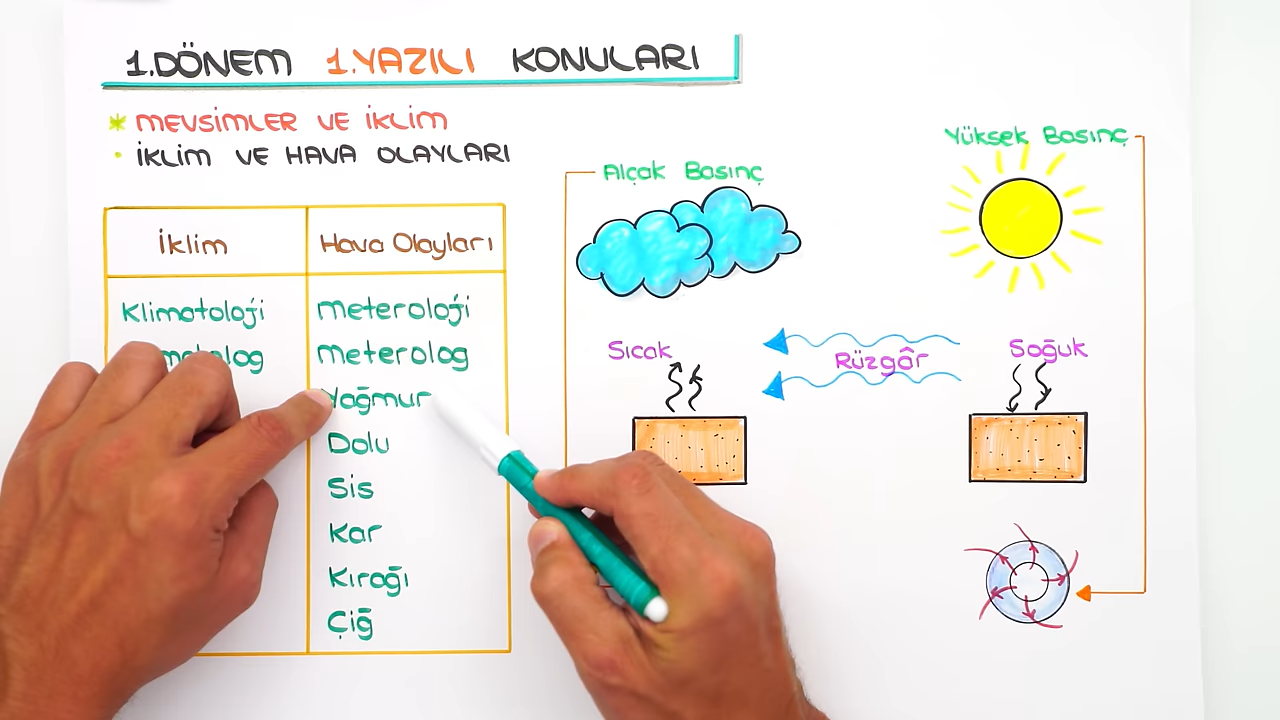 1.DÖNEM 1.YAZILI KONULARI
* MEVSİMLER VE İKLİM
• İKLİM VE HAVA OLAYLARI
İklim
Hava Olayları
Klimatoloji
Meteroloji
Meterolog
Yağmur
Dolu
Sis
Kar
Kırağı
Çiğ
Alçak Basınç
Yüksek Basınç
Sıcak
Rüzgâr
Soğuk